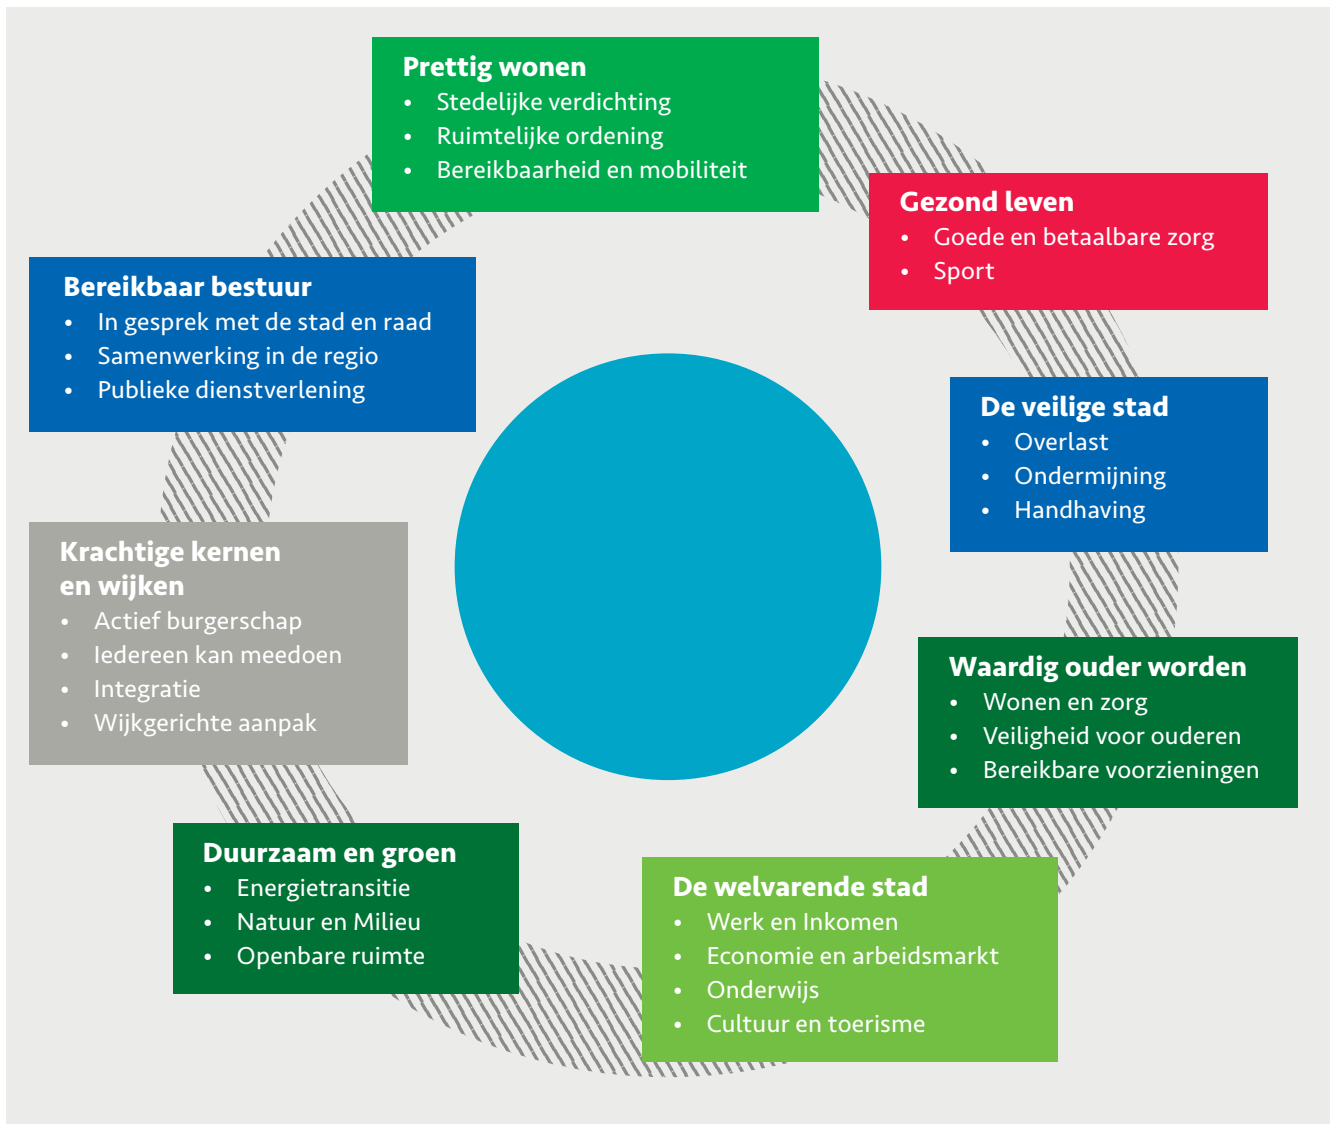 Prettig wonen
• Stedelijke verdichting
• Ruimtelijke ordening
• Bereikbaarheid en mobiliteit
Gezond leven
• Goede en betaalbare zorg
• Sport
De veilige stad
• Overlast
• Ondermijning
• Handhaving
Waardig ouder worden
• Wonen en zorg
• Veiligheid voor ouderen
• Bereikbare voorzieningen
De welvarende stad
• Werk en Inkomen
• Economie en arbeidsmarkt
• Onderwijs
• Cultuur en toerisme
Duurzaam en groen
• Energietransitie
• Natuur en Milieu
• Openbare ruimte
Krachtige kernen
en wijken
• Actief burgerschap
• Iedereen kan meedoen
• Integratie
• Wijkgerichte aanpak
Bereikbaar bestuur
• In gesprek met de stad en raad
• Samenwerking in de regio
• Publieke dienstverlening